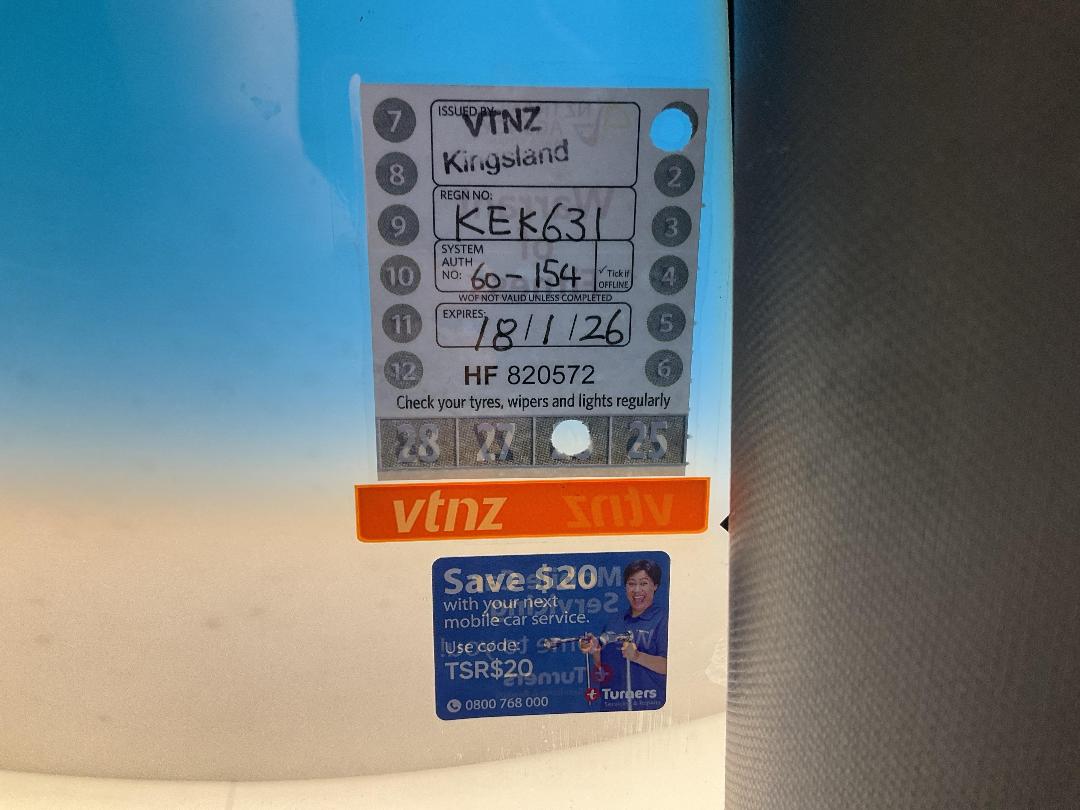 7
ISSUED BY
VTNZ
Kingsland
8
2
REGN NO:
KEK631
9
3
SYSTEM
AUTH
NO: 60-154
✓ Tick if
OFFLINE
10
4
WOF NOT VALID UNLESS COMPLETED
EXPIRES: 18/1/26
11
5
HF 820572
12
6
Check your tyres, wipers and lights regularly
28 27 25
vtnz vtnz
Save $20
with your next
mobile car service.
Use code:
TSR$20
0800 768 000
Turners
Servicing & Repairs